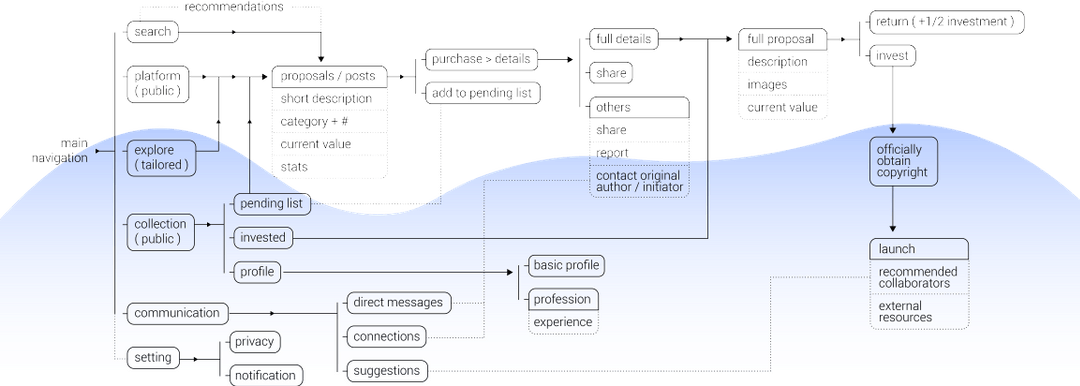 recommendations
search
platform
( public )
main
navigation
explore
( tailored )
collection
( public )
communication
setting
pending list
invested
profile
privacy
notification
proposals / posts
short description
category + #
current value
stats
direct messages
connections
suggestions
purchase > details
add to pending list
basic profile
profession
experience
full details
share
others
share
report
contact original
author / initiator
full proposal
description
images
current value
return ( +1/2 investment )
invest
officially
obtain
copyright
launch
recommended
collaborators
external
resources